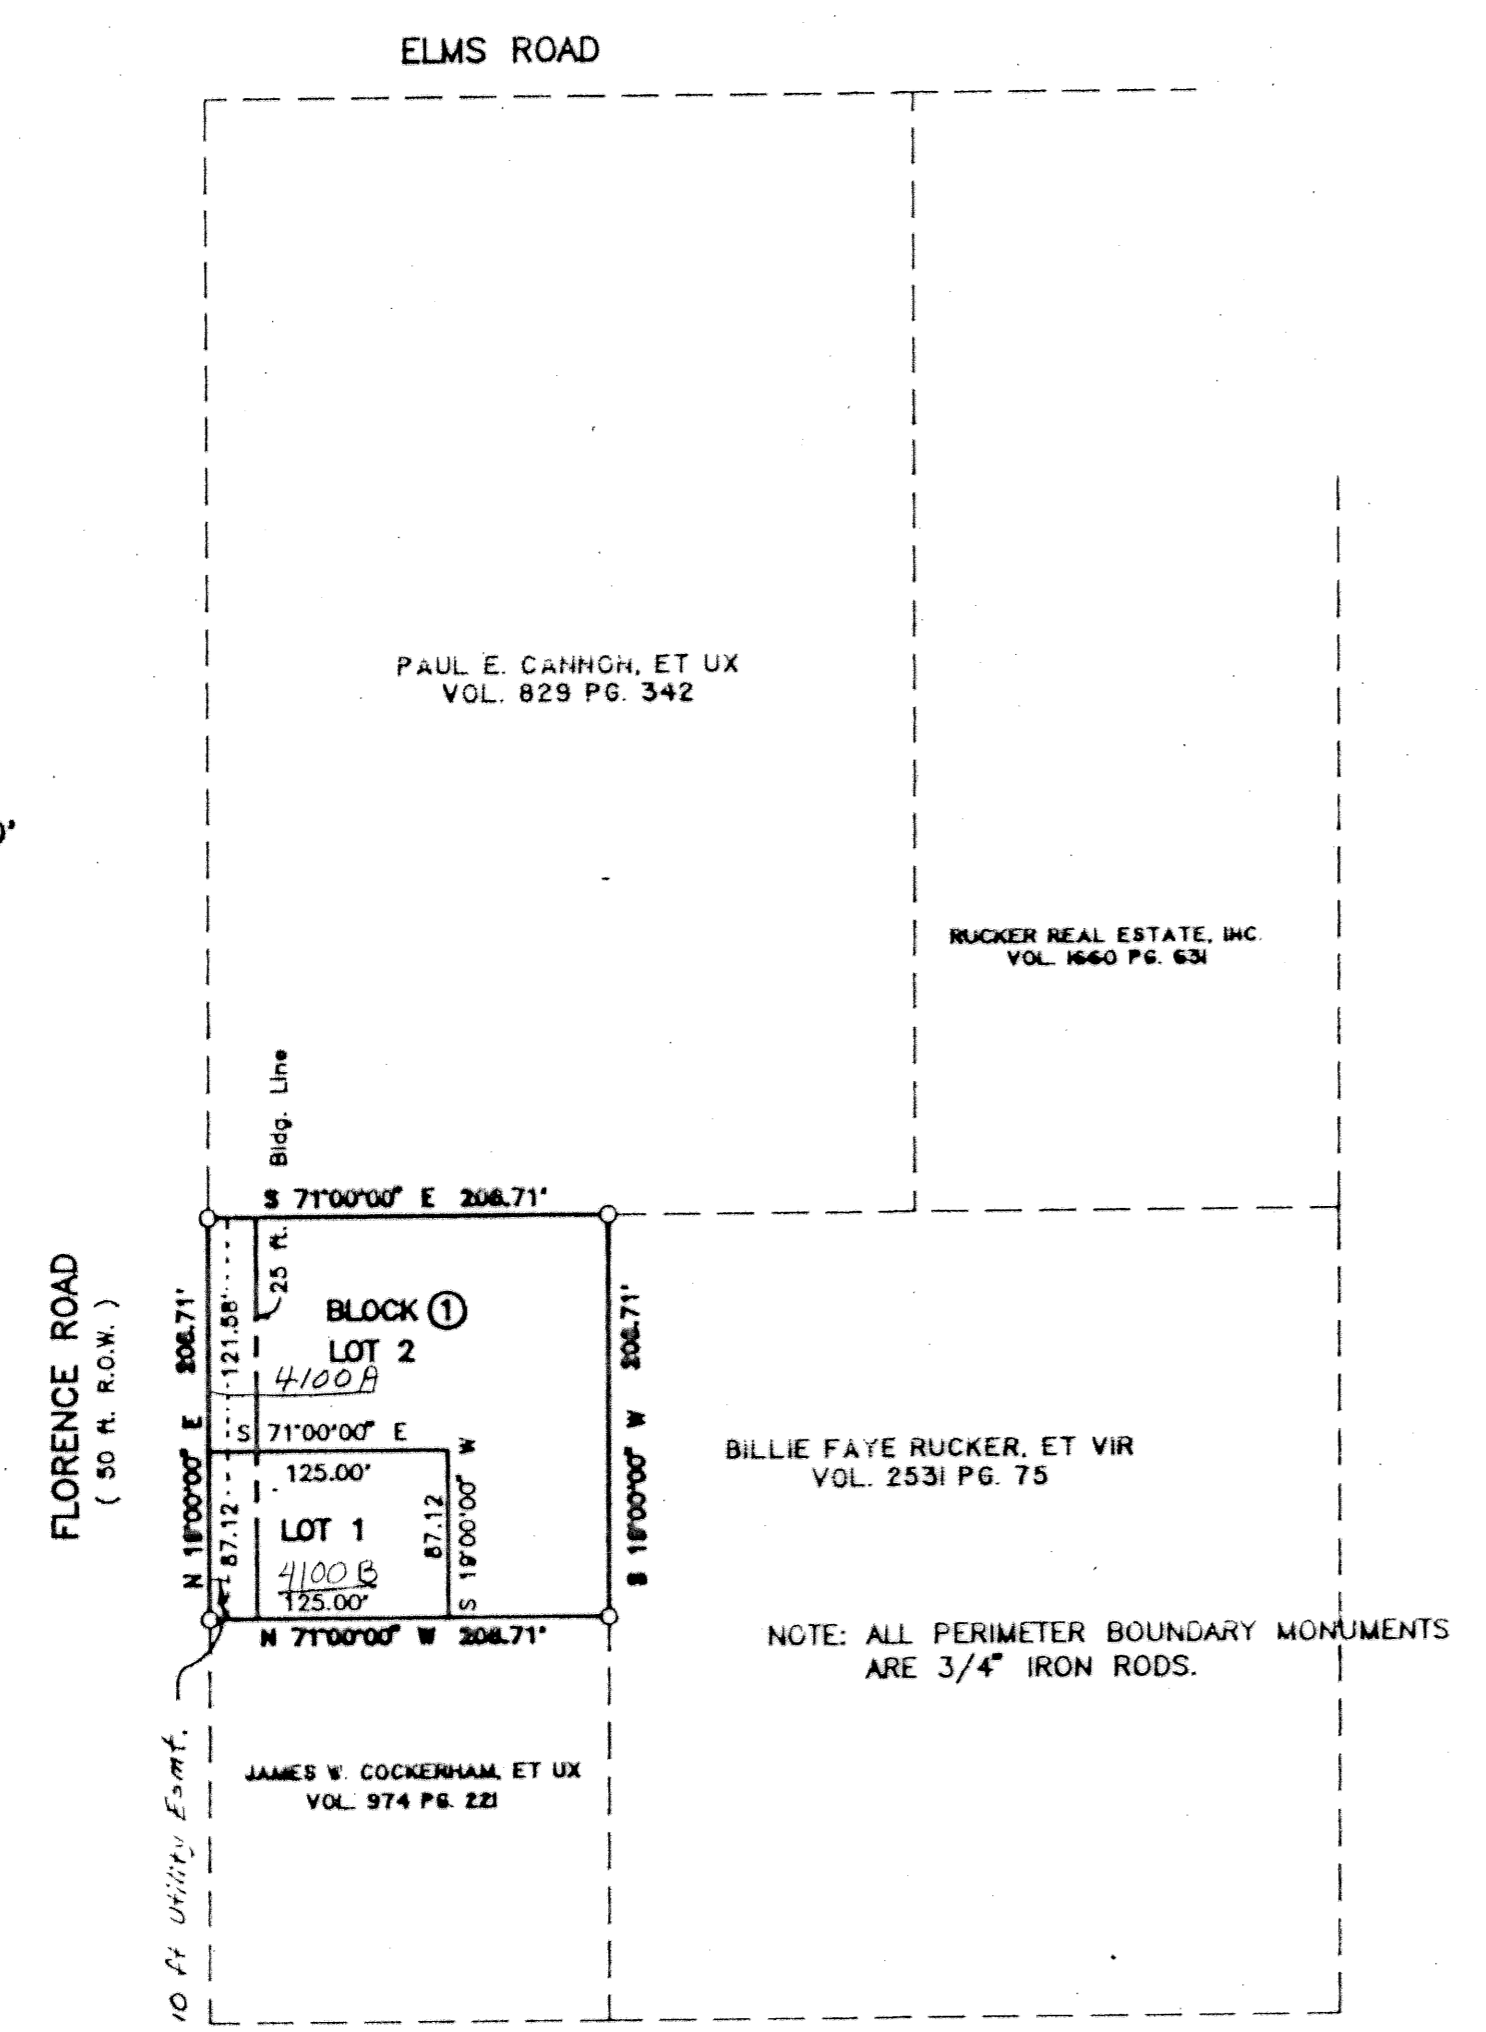 ELMS ROAD
PAUL E. CANNON, ET UX
VOL. 829 PG. 342
RUCKER REAL ESTATE, INC.
VOL. 1660 PG. 631
Bldg. Line
25 ft.
S 71°00'00" E 208.71'
FLORENCE ROAD
( 50 ft. R.O.W. )
N 19°00'00" E 208.71'
121.58'
BLOCK 1
LOT 2
4100A
S 71°00'00" E
125.00'
87.12
LOT 1
4100B
125.00'
87.12
S 19°00'00" W
S 19°00'00" W 208.71'
N 71°00'00" W 208.71'
BILLIE FAYE RUCKER, ET VIR
VOL. 2531 PG. 75
NOTE: ALL PERIMETER BOUNDARY MONUMENTS
ARE 3/4" IRON RODS.
10 ft Utility Esmt.
JAMES W. COCKERHAM, ET UX
VOL. 974 PG. 221